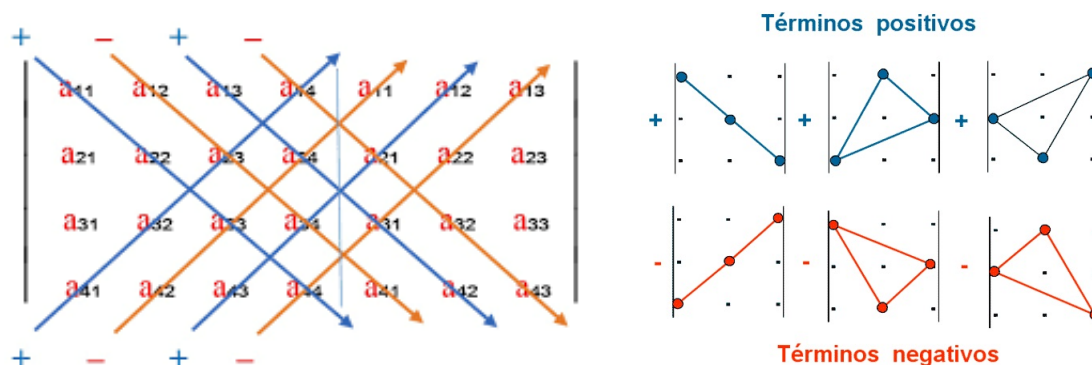 + − + −
a11 a12 a13 a14 a11 a12 a13
a21 a22 a23 a24 a21 a22 a23
a31 a32 a33 a34 a31 a32 a33
a41 a42 a43 a44 a41 a42 a43
+ − + −
Términos positivos
+ + +
- - -
Términos negativos